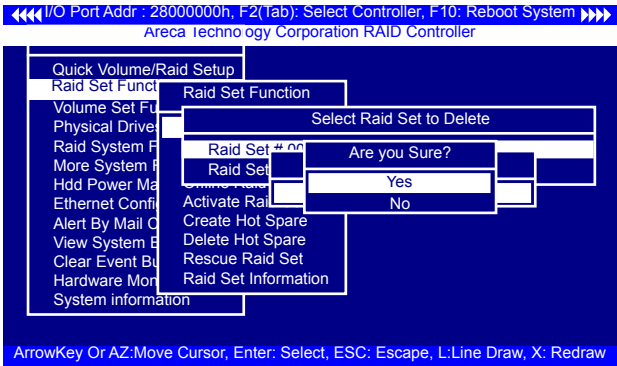 I/O Port Addr : 28000000h, F2(Tab): Select Controller, F10: Reboot System
Areca Techno ogy Corporation RAID Controller
Quick Volume/Raid Setup
Raid Set Funct
Volume Set Fu
Physical Drives
Raid System F
More System F
Hdd Power Ma
Ethernet Confi
Alert By Mail C
View System E
Clear Event Bu
Hardware Mon
System information
Raid Set Function
Select Raid Set to Delete
Raid Set # 00
Raid Set
Activate Rai
Create Hot Spare
Delete Hot Spare
Rescue Raid Set
Raid Set Information
Are you Sure?
Yes
No
ArrowKey Or AZ:Move Cursor, Enter: Select, ESC: Escape, L:Line Draw, X: Redraw